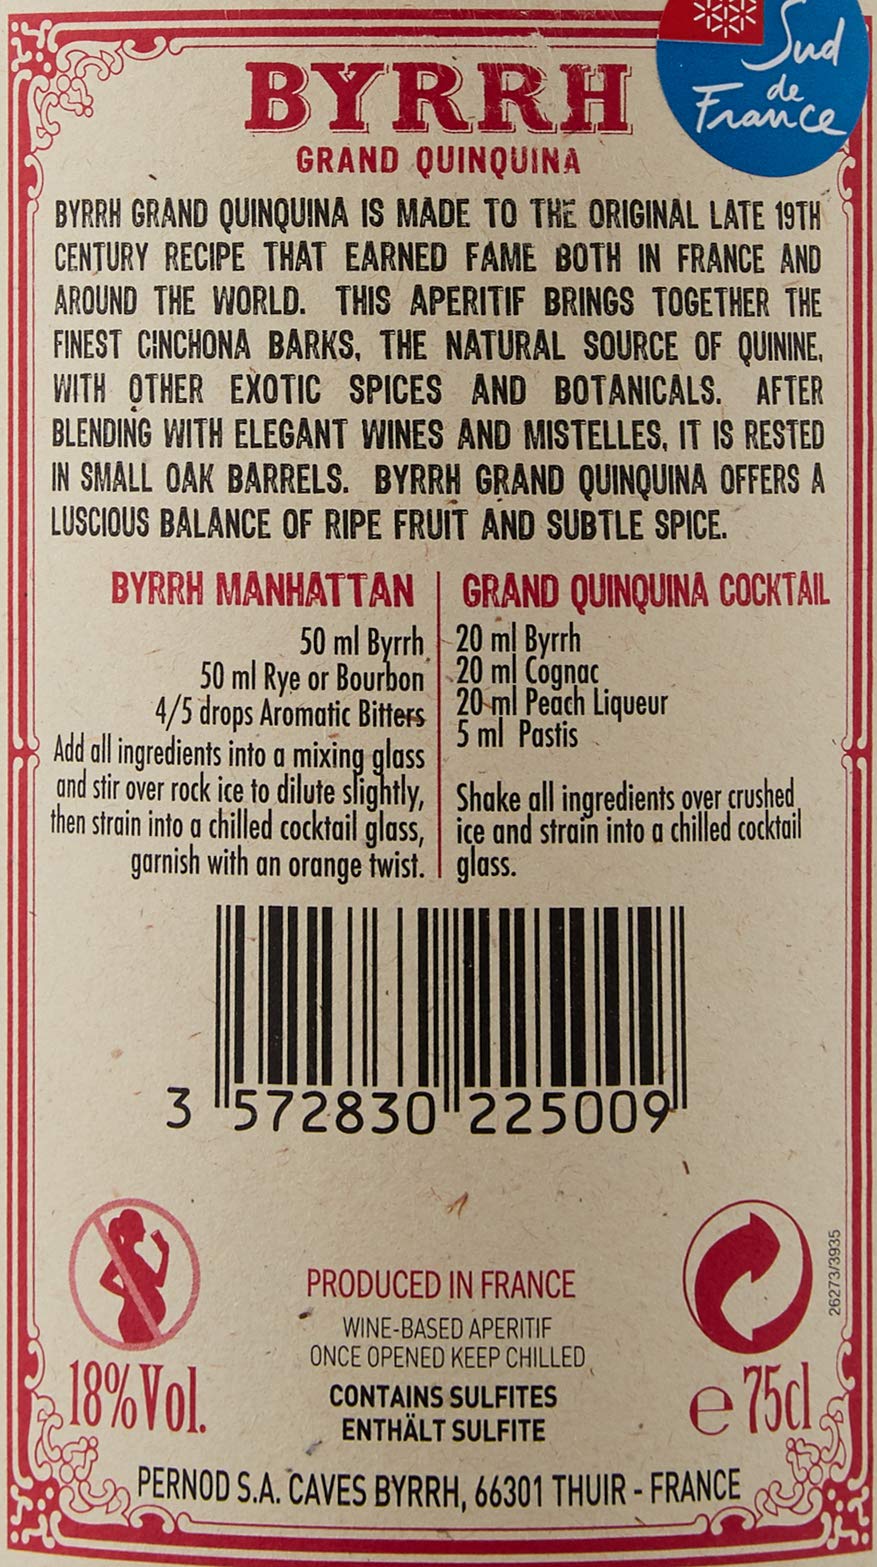 Sud
de
France
BYRRH
GRAND QUINQUINA
BYRRH GRAND QUINQUINA IS MADE TO THE ORIGINAL LATE 19TH
CENTURY RECIPE THAT EARNED FAME BOTH IN FRANCE AND
AROUND THE WORLD. THIS APERITIF BRINGS TOGETHER THE
FINEST CINCHONA BARKS, THE NATURAL SOURCE OF QUININE,
WITH OTHER EXOTIC SPICES AND BOTANICALS. AFTER
BLENDING WITH ELEGANT WINES AND MISTELLES, IT IS RESTED
IN SMALL OAK BARRELS. BYRRH GRAND QUINQUINA OFFERS A
LUSCIOUS BALANCE OF RIPE FRUIT AND SUBTLE SPICE.
BYRRH MANHATTAN
50 ml Byrrh
50 ml Rye or Bourbon
4/5 drops Aromatic Bitters
Add all ingredients into a mixing glass
and stir over rock ice to dilute slightly,
then strain into a chilled cocktail glass,
garnish with an orange twist.
GRAND QUINQUINA COCKTAIL
20 ml Byrrh
20 ml Cognac
20 ml Peach Liqueur
5 ml Pastis
Shake all ingredients over crushed
ice and strain into a chilled cocktail
glass.
3 572830 225009
26273/3935
PRODUCED IN FRANCE
WINE-BASED APERITIF
ONCE OPENED KEEP CHILLED
CONTAINS SULFITES
ENTHÄLT SULFITE
18%Vol.
e 75cl
PERNOD S.A. CAVES BYRRH, 66301 THUIR - FRANCE